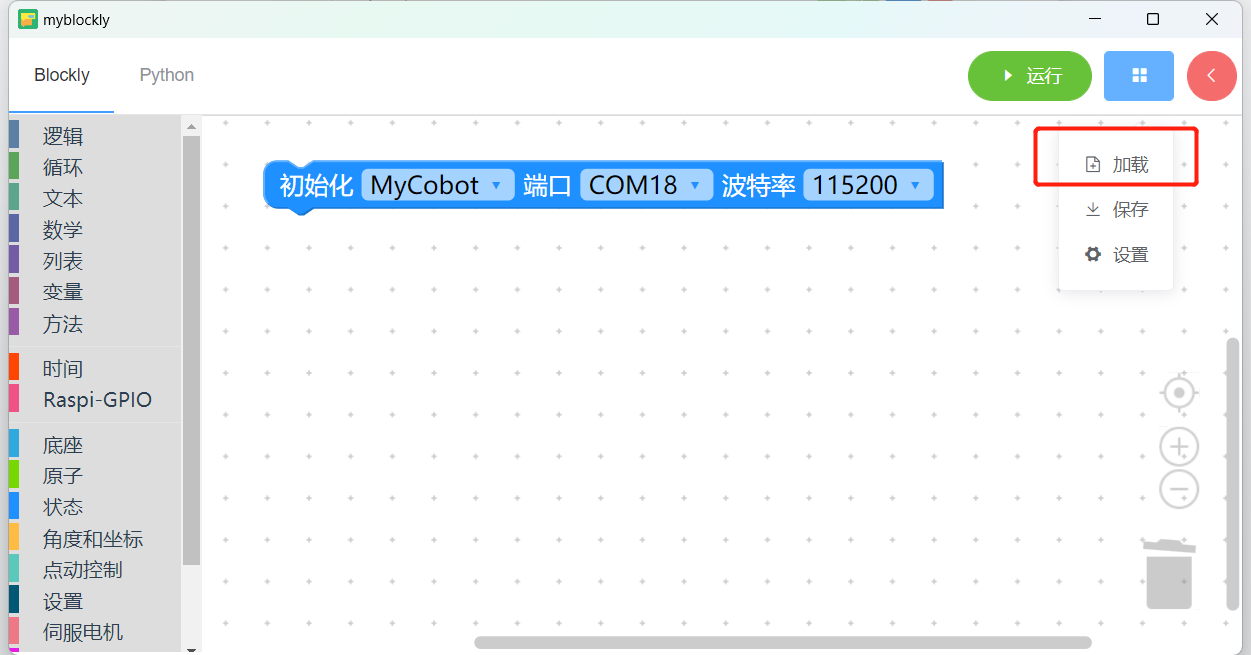 myblockly
Blockly
Python
运行
逻辑
循环
文本
数学
列表
变量
方法
时间
Raspi-GPIO
底座
原子
状态
角度和坐标
点动控制
设置
伺服电机
初始化 MyCobot 端口 COM18 波特率 115200
加载
保存
设置